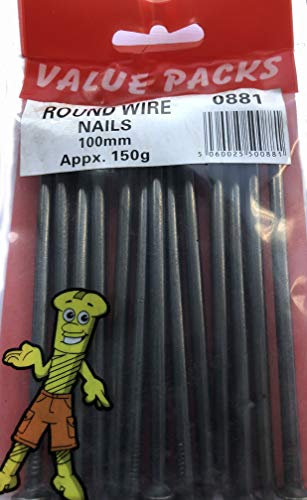 VALUE PACKS
ROUND WIRE 0881
NAILS
100mm
Appx. 150g
5 060025 500881